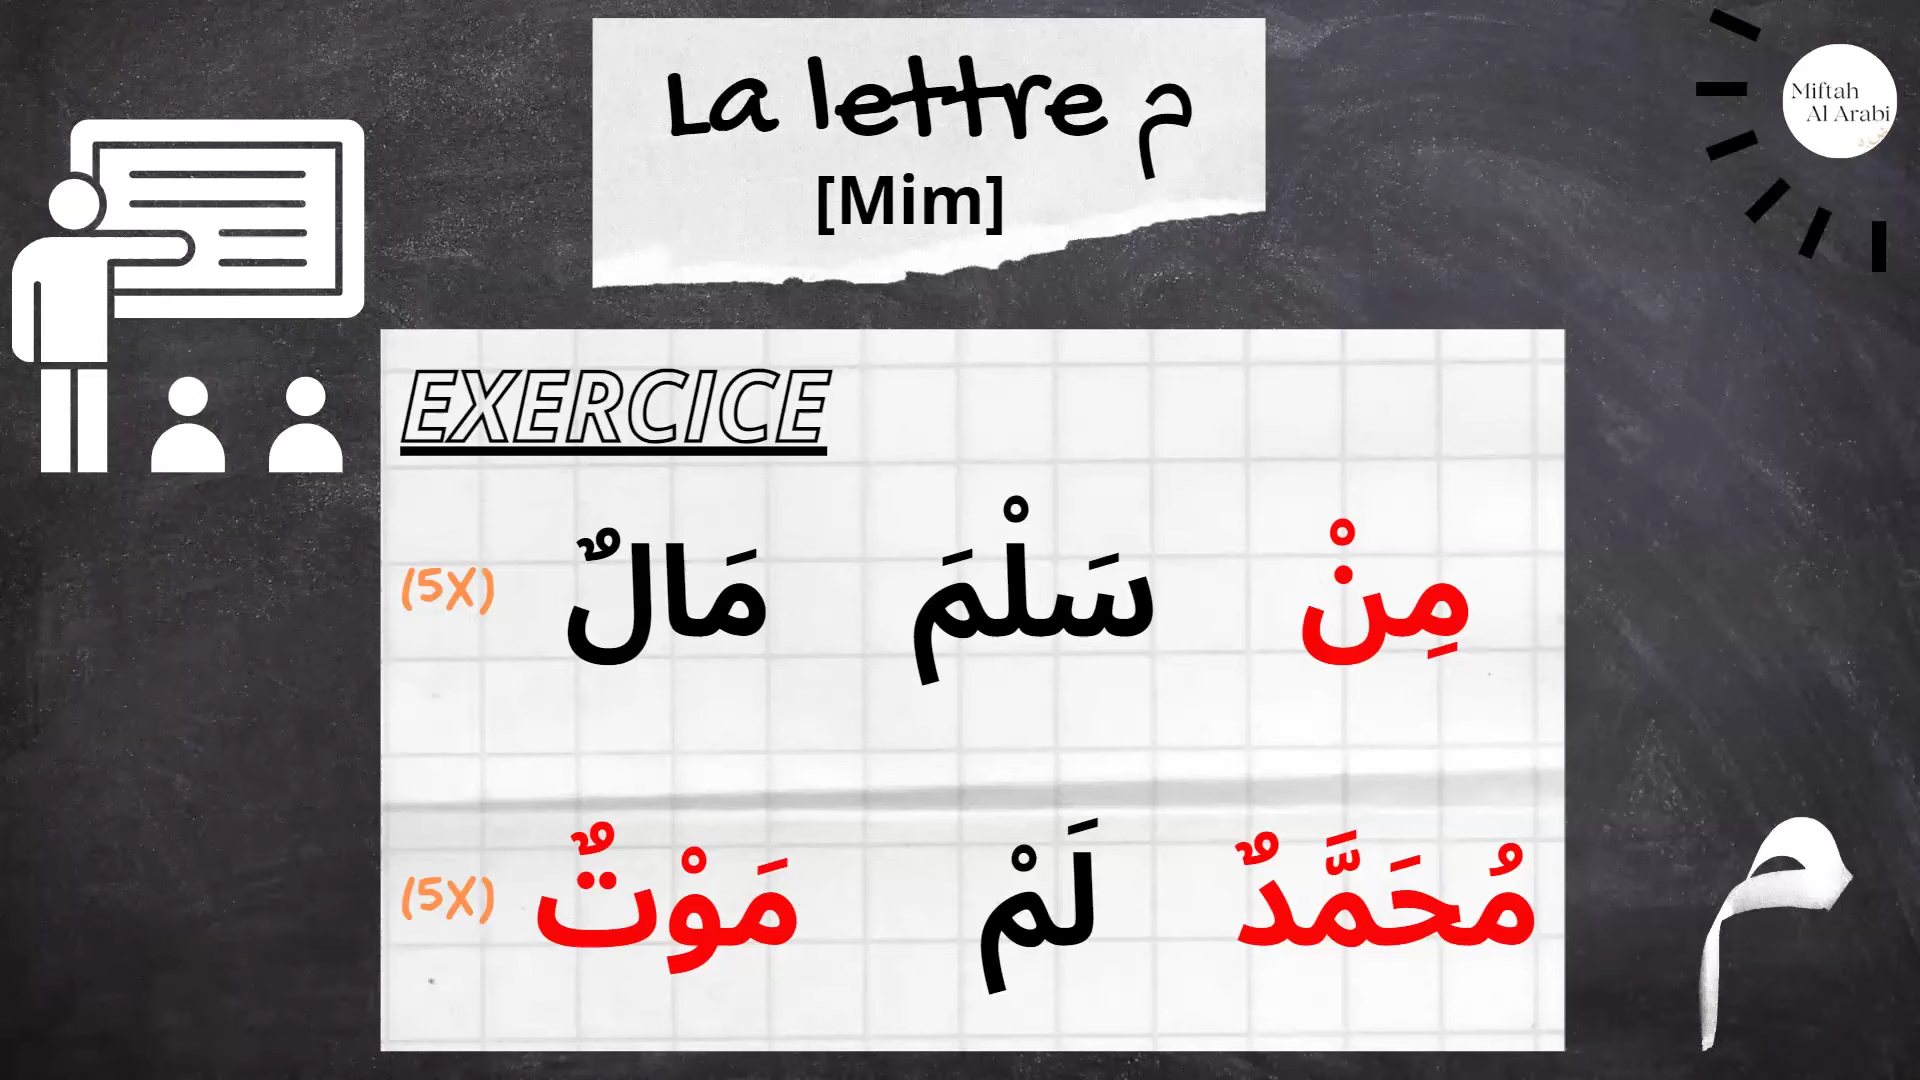 La lettre م
[Mim]
Miftah
Al Arabi
EXERCICE
مِنْ سَلْمَ مَالٌ (5X)
مُحَمَّدٌ لَمْ مَوْتٌ (5X)
م